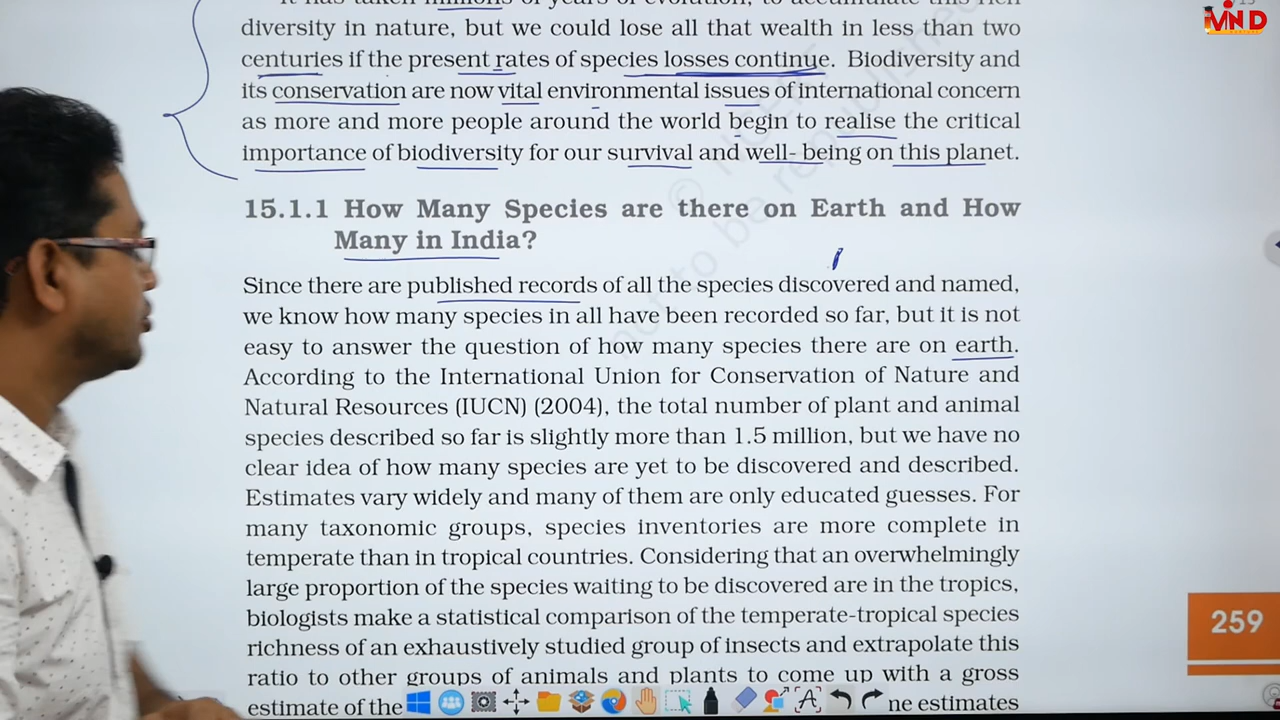 It has taken millions of years of evolution, to accumulate this rich
diversity in nature, but we could lose all that wealth in less than two
centuries if the present rates of species losses continue. Biodiversity and
its conservation are now vital environmental issues of international concern
as more and more people around the world begin to realise the critical
importance of biodiversity for our survival and well- being on this planet.
15.1.1 How Many Species are there on Earth and How
Many in India?
Since there are published records of all the species discovered and named,
we know how many species in all have been recorded so far, but it is not
easy to answer the question of how many species there are on earth.
According to the International Union for Conservation of Nature and
Natural Resources (IUCN) (2004), the total number of plant and animal
species described so far is slightly more than 1.5 million, but we have no
clear idea of how many species are yet to be discovered and described.
Estimates vary widely and many of them are only educated guesses. For
many taxonomic groups, species inventories are more complete in
temperate than in tropical countries. Considering that an overwhelmingly
large proportion of the species waiting to be discovered are in the tropics,
biologists make a statistical comparison of the temperate-tropical species
richness of an exhaustively studied group of insects and extrapolate this
ratio to other groups of animals and plants to come up with a gross
estimate of the ne estimates
259